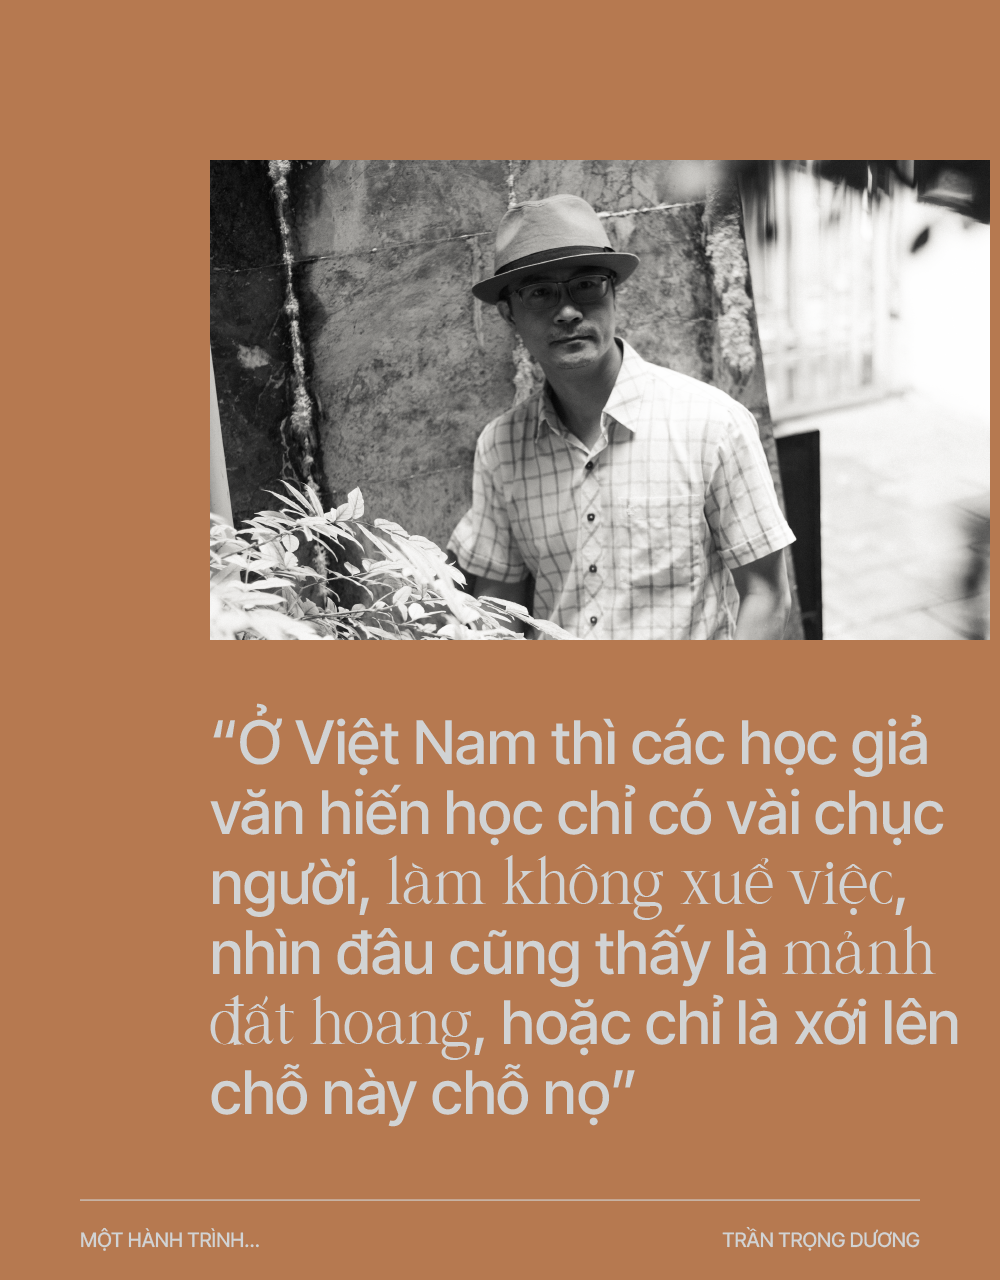 “Ở Việt Nam thì các học giả
văn hiến học chỉ có vài chục
người, làm không xuể việc,
nhìn đâu cũng thấy là mảnh
đất hoang, hoặc chỉ là xới lên
chỗ này chỗ nọ”
MỘT HÀNH TRÌNH...
TRẦN TRỌNG DƯƠNG